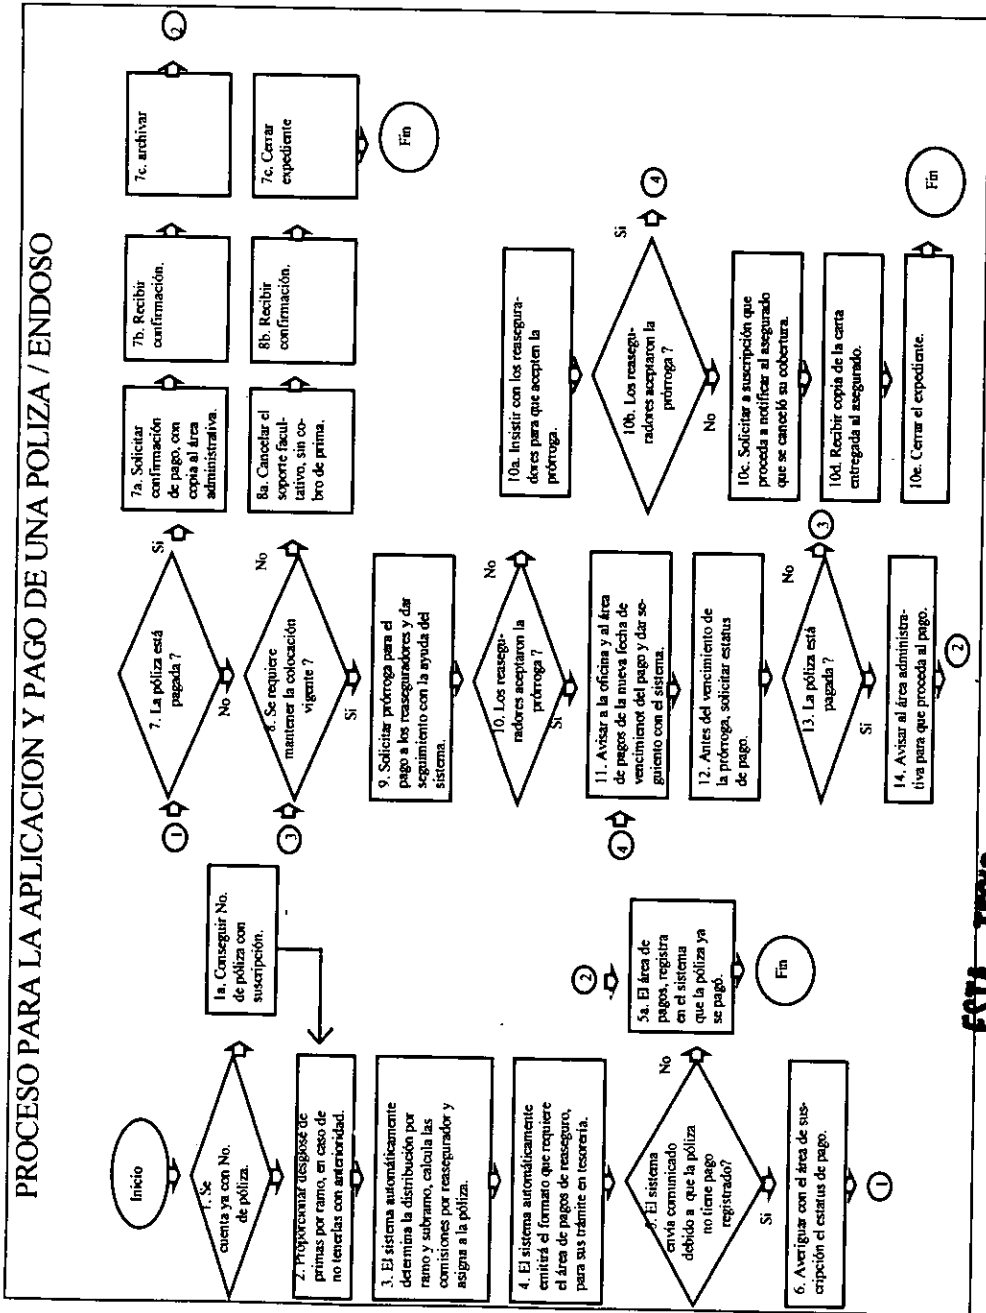 PROCESO PARA LA APLICACION Y PAGO DE UNA POLIZA / ENDOSO
Inicio
1. Se
cuenta ya con No.
de póliza.
1a. Conseguir No.
de póliza con
suscripción.
2. Proporcionar desglose de
primas por ramo, en caso de
no tenerlas con anterioridad.
3. El sistema automáticamente
determina la distribución por
ramo y subramo, calcula las
comisiones por reasegurador y
asigna a la póliza.
4. El sistema automáticamente
emitirá el formato que requiere
el área de pagos de reaseguro,
para sus trámite en tesorería.
5. El sistema
envía comunicado
debido a que la póliza
no tiene pago
registrado?
No
Si
2
5a. El área de
pagos, registra
en el sistema
que la póliza ya
se pagó.
Fin
6. Averiguar con el área de sus-
cripción el estatus de pago.
1
1
7. La póliza está
pagada ?
Si
No
7a. Solicitar
confirmación
de pago, con
copia al área
administrativa.
7b. Recibir
confirmación.
7c. archivar
2
3
8. Se requiere
mantener la colocación
vigente ?
No
Si
8a. Cancelar el
soporte facul-
tativo, sin co-
bro de prima.
8b. Recibir
confirmación.
7c. Cerrar
expediente
Fin
9. Solicitar prórroga para el
pago a los reaseguradores y dar
seguimiento con la ayuda del
sistema.
10. Los reasegu-
radores aceptaron la
prórroga ?
No
Si
10a. Insistir con los reasegura-
dores para que acepten la
prórroga.
10b. Los reasegu-
radores aceptaron la
prórroga ?
Si
4
No
10c. Solicitar a suscripción que
proceda a notificar al asegurado
que se canceló su cobertura.
10d. Recibir copia de la carta
entregada al asegurado.
10e. Cerrar el expediente.
Fin
4
11. Avisar a la oficina y al área
de pagos de la nueva fecha de
vencimienot del pago y dar se-
guiento con el sistema.
12. Antes del vencimiento de
la prórroga, solicitar estatus
de pago.
13. La póliza está
pagada ?
No
3
Si
14. Avisar al área administra-
tiva para que proceda al pago.
2
ESTA